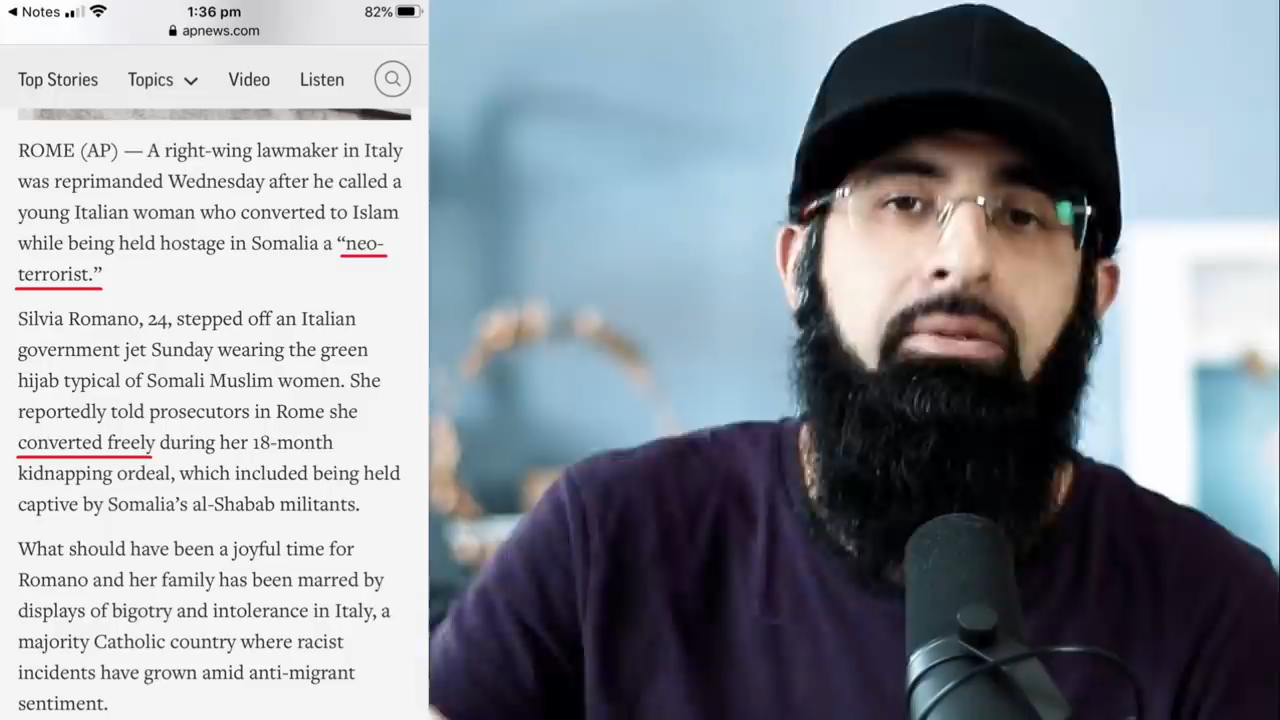 Notes
1:36 pm
82%
apnews.com
Top Stories Topics Video Listen
ROME (AP) — A right-wing lawmaker in Italy
was reprimanded Wednesday after he called a
young Italian woman who converted to Islam
while being held hostage in Somalia a “neo-
terrorist.”
Silvia Romano, 24, stepped off an Italian
government jet Sunday wearing the green
hijab typical of Somali Muslim women. She
reportedly told prosecutors in Rome she
converted freely during her 18-month
kidnapping ordeal, which included being held
captive by Somalia’s al-Shabab militants.
What should have been a joyful time for
Romano and her family has been marred by
displays of bigotry and intolerance in Italy, a
majority Catholic country where racist
incidents have grown amid anti-migrant
sentiment.